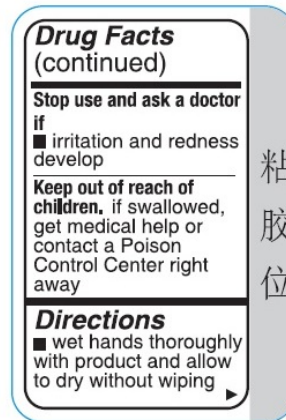 Drug Facts
(continued)
Stop use and ask a doctor
if
■ irritation and redness
develop
Keep out of reach of
children. if swallowed,
get medical help or
contact a Poison
Control Center right
away
Directions
■ wet hands thoroughly
with product and allow
to dry without wiping
粘
胶
位